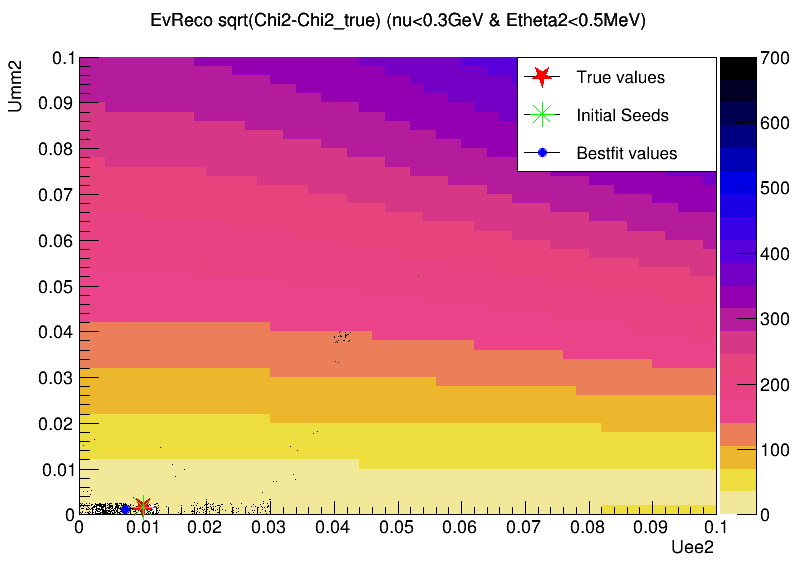 EvReco sqrt(Chi2-Chi2_true) (nu<0.3GeV & Etheta2<0.5MeV)
Umm2
0.1
0.09
0.08
0.07
0.06
0.05
0.04
0.03
0.02
0.01
0
True values
Initial Seeds
Bestfit values
700
600
500
400
300
200
100
0
0 0.01 0.02 0.03 0.04 0.05 0.06 0.07 0.08 0.09 0.1
Uee2